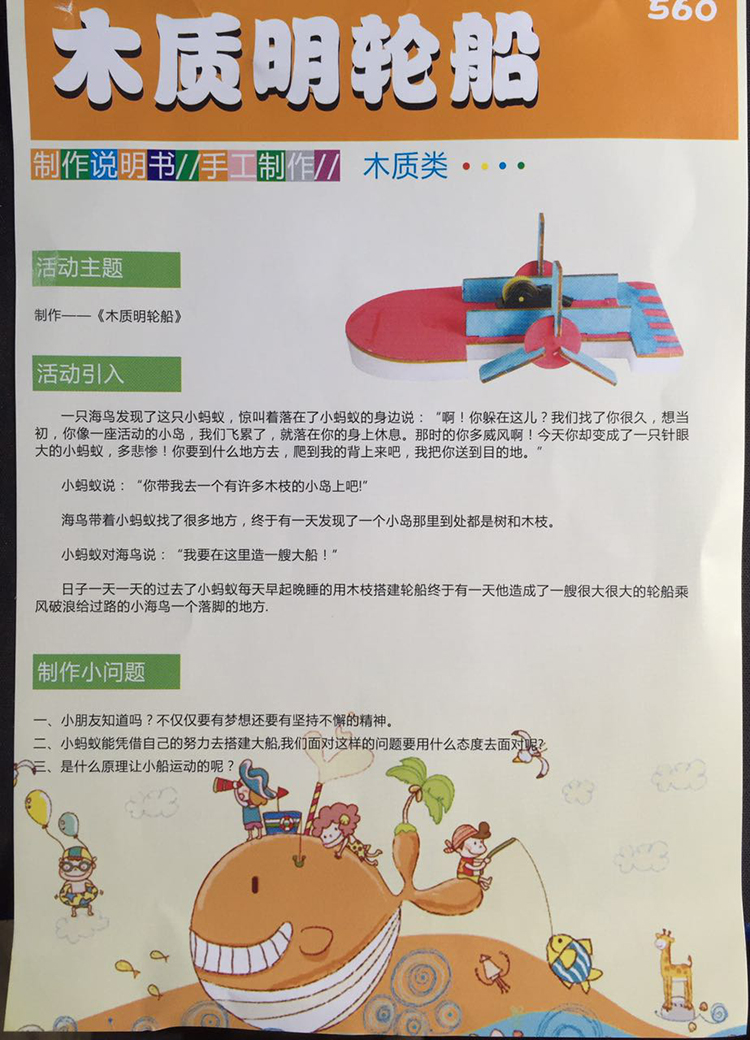 560
木质明轮船
制作说明书//手工制作// 木质类
活动主题
制作——《木质明轮船》
活动引入
一只海鸟发现了这只小蚂蚁，惊叫着落在了小蚂蚁的身边说：“啊！你躲在这儿？我们找了你很久，想当
初，你像一座活动的小岛，我们飞累了，就落在你的身上休息。那时的你多威风啊！今天你却变成了一只针眼
大的小蚂蚁，多悲惨！你要到什么地方去，爬到我的背上来吧，我把你送到目的地。”
小蚂蚁说：“你带我去一个有许多木枝的小岛上吧!”
海鸟带着小蚂蚁找了很多地方，终于有一天发现了一个小岛那里到处都是树和木枝。
小蚂蚁对海鸟说：“我要在这里造一艘大船！”
日子一天一天的过去了小蚂蚁每天早起晚睡的用木枝搭建轮船终于有一天他造成了一艘很大很大的轮船乘
风破浪给过路的小海鸟一个落脚的地方.
制作小问题
一、小朋友知道吗？不仅仅要有梦想还要有坚持不懈的精神。
二、小蚂蚁能凭借自己的努力去搭建大船,我们面对这样的问题要用什么态度去面对呢?
三、是什么原理让小船运动的呢？